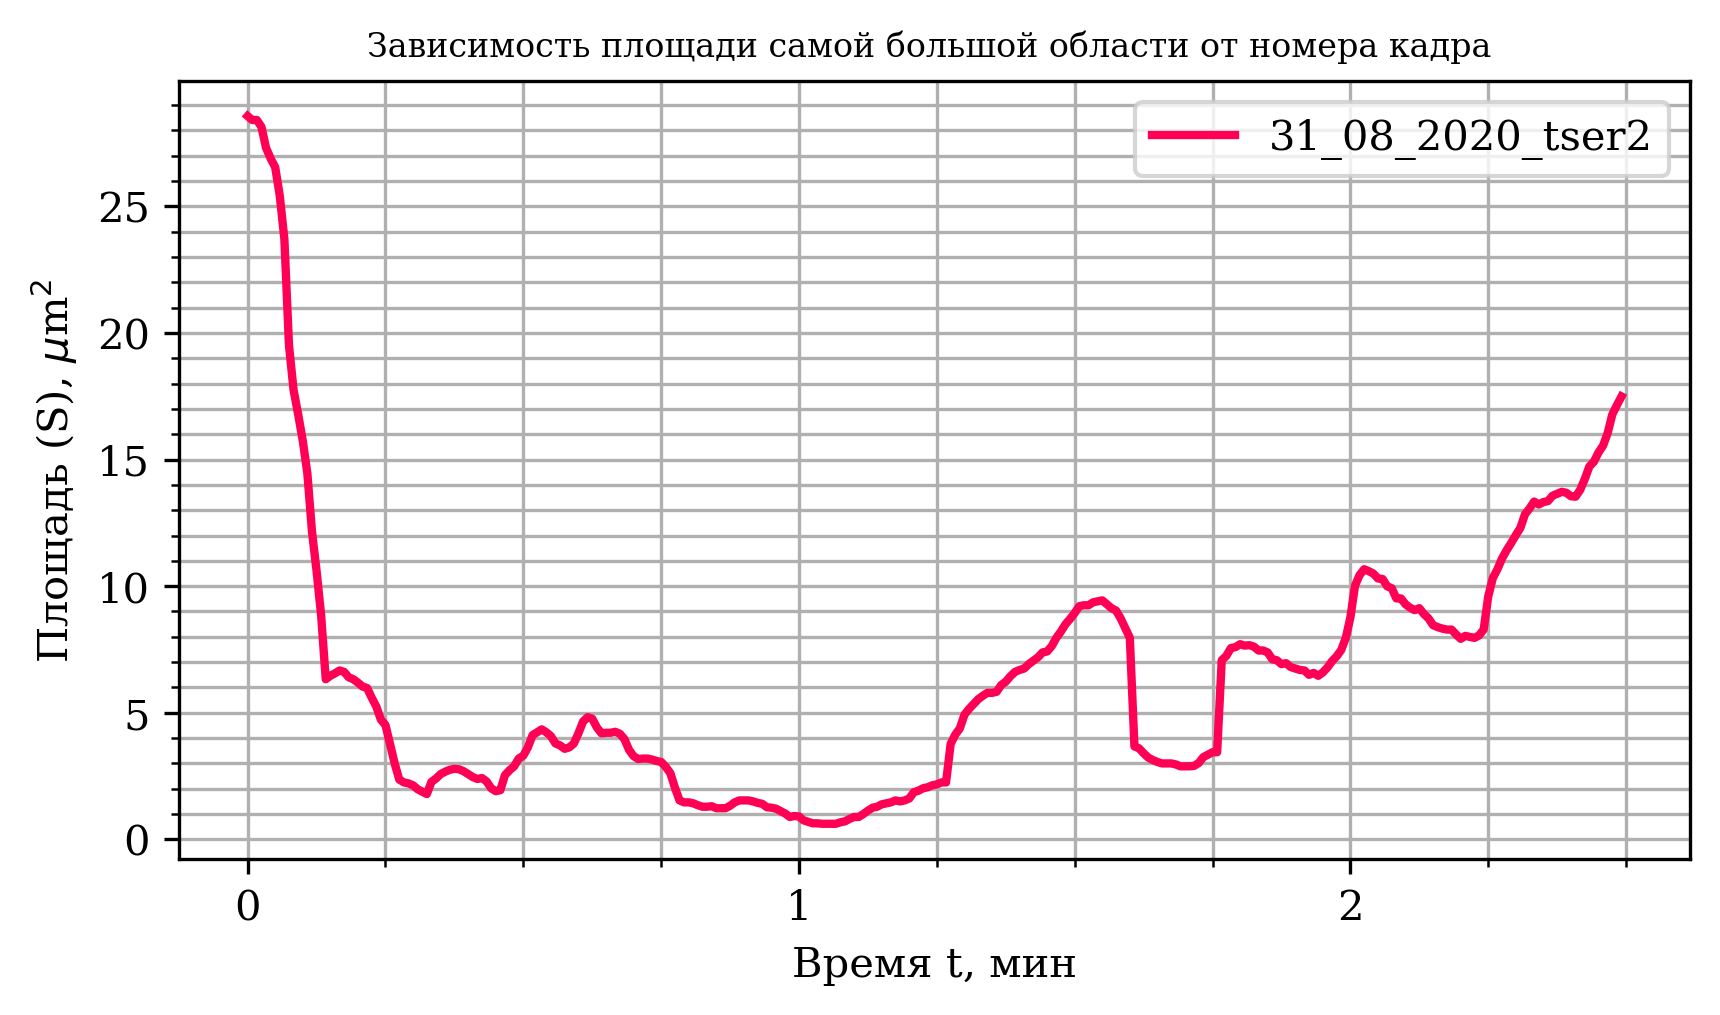 Зависимость площади самой большой области от номера кадра
31_08_2020_tser2
Площадь (S), μm²
25
20
15
10
5
0
0 1 2
Время t, мин